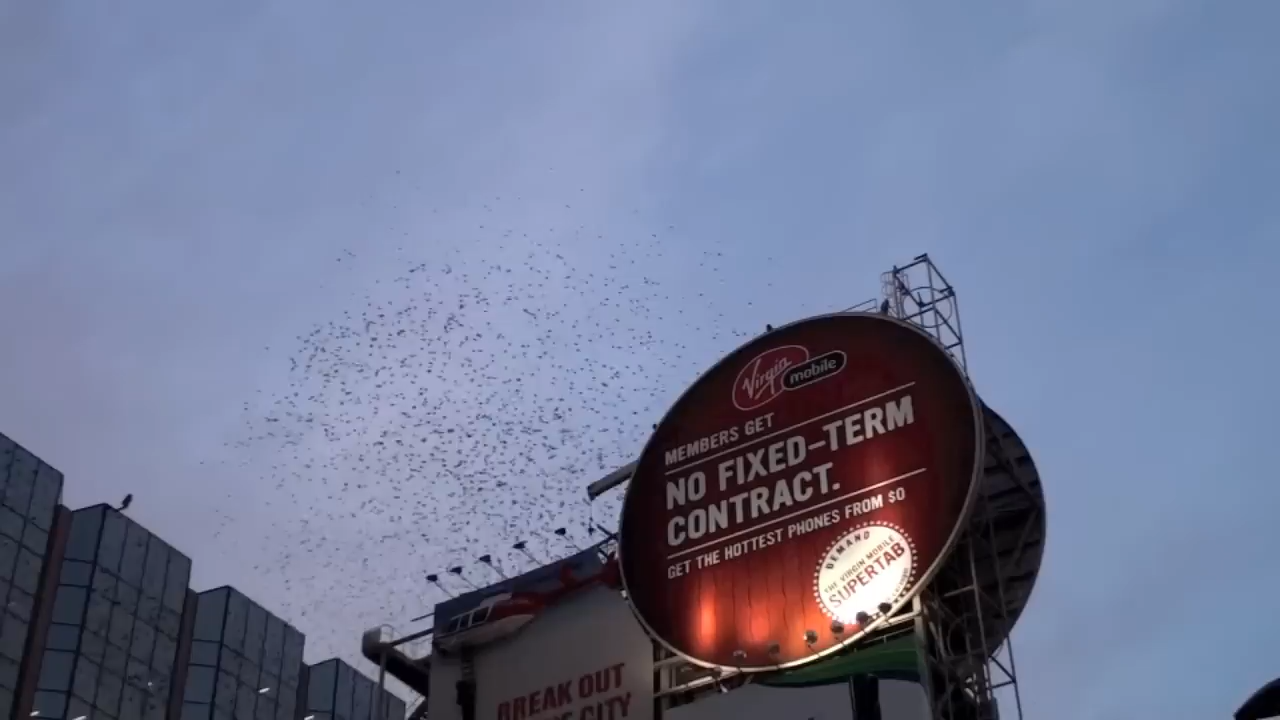 Virgin
mobile
MEMBERS GET
NO FIXED-TERM
CONTRACT.
GET THE HOTTEST PHONES FROM $0
DEMAND
THE VIRGIN MOBILE
SUPERTAB
BREAK OUT
CITY